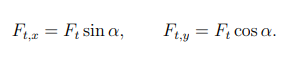 F_{t,x} = F_t sin α,  F_{t,y} = F_t cos α.